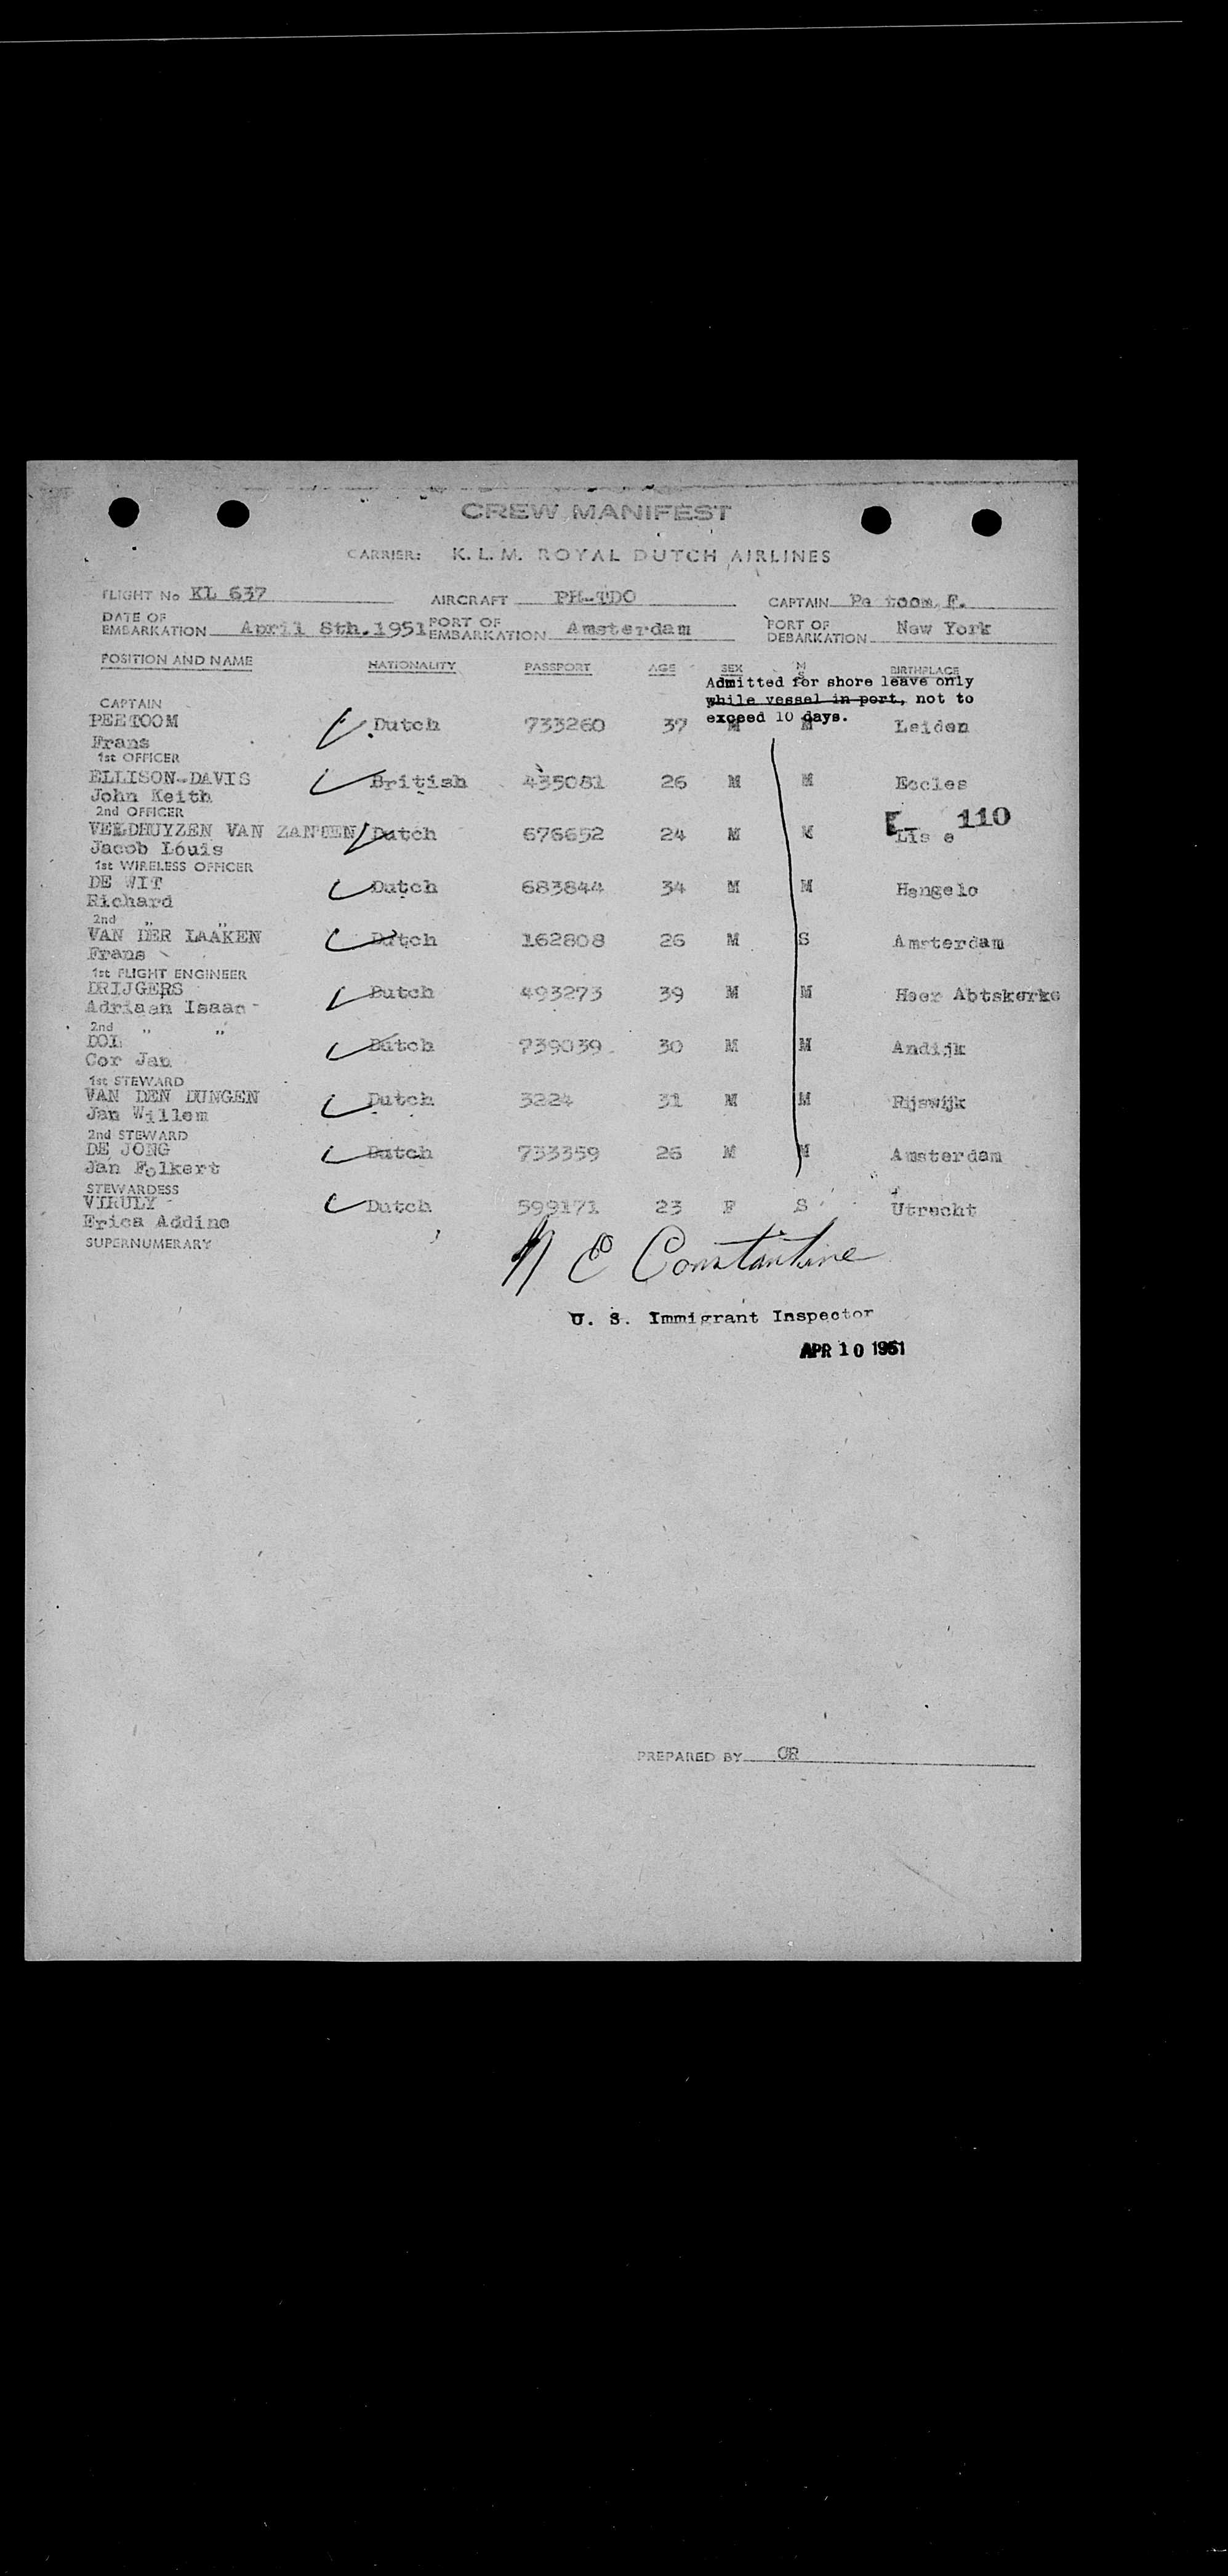 CREW MANIFEST
CARRIER: K. L. M. ROYAL DUTCH AIRLINES
FLIGHT No KL 637 AIRCRAFT PH-TDO CAPTAIN Pe toom, F.
DATE OF EMBARKATION April 8th.1951 PORT OF EMBARKATION Amsterdam PORT OF DEBARKATION New York
POSITION AND NAME NATIONALITY PASSPORT AGE SEX M S BIRTHPLACE
Admitted for shore leave only
while vessel in port, not to
exceed 10 days.
CAPTAIN
PEETOOM Dutch 733260 37 M M Leiden
Frans
1st OFFICER
ELLISON-DAVIS British 435081 26 M M Eccles
John Keith
2nd OFFICER
110
VELDHUYZEN VAN ZANTEN Dutch 676652 24 M M Lis e
Jacob Louis
1st WIRELESS OFFICER
DE WIT Dutch 683844 34 M M Hengelo
Richard
2nd " "
VAN DER LAAKEN Dutch 162808 26 M S Amsterdam
Frans
1st FLIGHT ENGINEER
DRIJGERS Dutch 493273 39 M M Heer Abtskerke
Adriaan Isaac
2nd " "
DOL Dutch 739039 30 M M Andijk
Cor Jan
1st STEWARD
VAN DEN DUNGEN Dutch 3224 31 M M Rijswijk
Jan Willem
2nd STEWARD
DE JONG Dutch 733359 26 M M Amsterdam
Jan Folkert
STEWARDESS
VIRULY Dutch 599171 23 F S Utrecht
Erica Addine
SUPERNUMERARY
N E Constantine
U. S. Immigrant Inspector
APR 10 1951
PREPARED BY OR